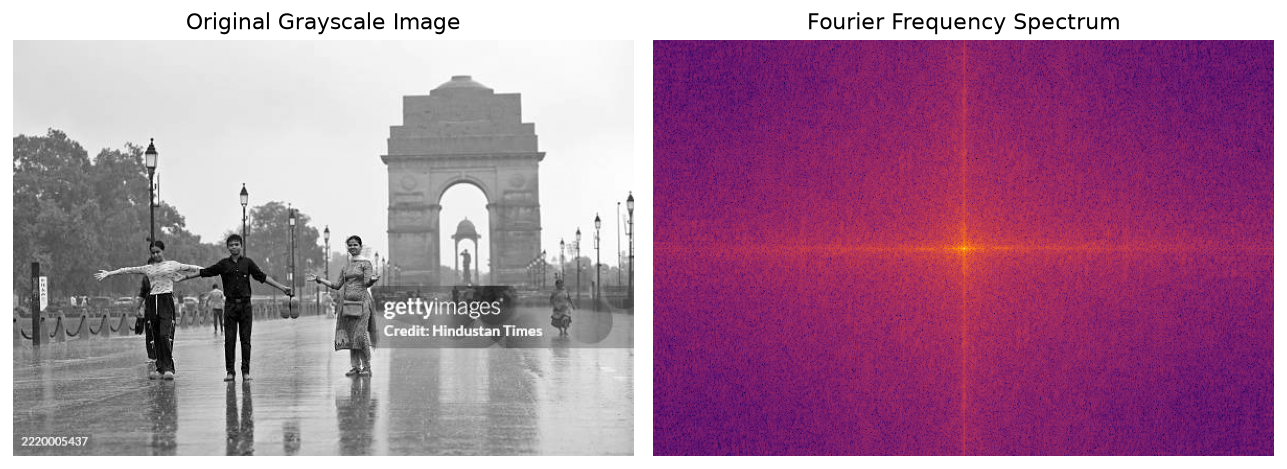 Original Grayscale Image
Fourier Frequency Spectrum
gettyimages
Credit: Hindustan Times
2220005437